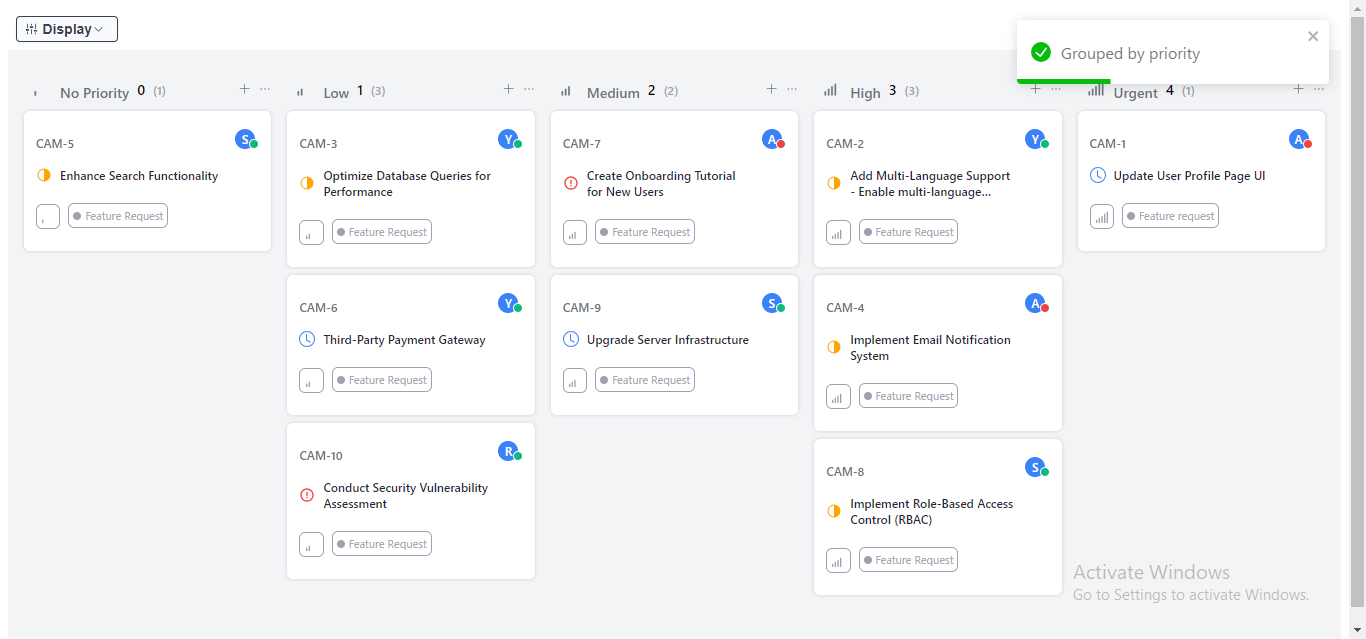 Display
Grouped by priority
No Priority 0 (1)
Low 1 (3)
Medium 2 (2)
High 3 (3)
Urgent 4 (1)
CAM-5
S
Enhance Search Functionality
Feature Request
CAM-3
Y
Optimize Database Queries for
Performance
Feature Request
CAM-6
Y
Third-Party Payment Gateway
Feature Request
CAM-10
R
Conduct Security Vulnerability
Assessment
Feature Request
CAM-7
A
Create Onboarding Tutorial
for New Users
Feature Request
CAM-9
S
Upgrade Server Infrastructure
Feature Request
CAM-2
Y
Add Multi-Language Support
- Enable multi-language...
Feature Request
CAM-4
A
Implement Email Notification
System
Feature Request
CAM-8
S
Implement Role-Based Access
Control (RBAC)
Feature Request
CAM-1
A
Update User Profile Page UI
Feature request
Activate Windows
Go to Settings to activate Windows.